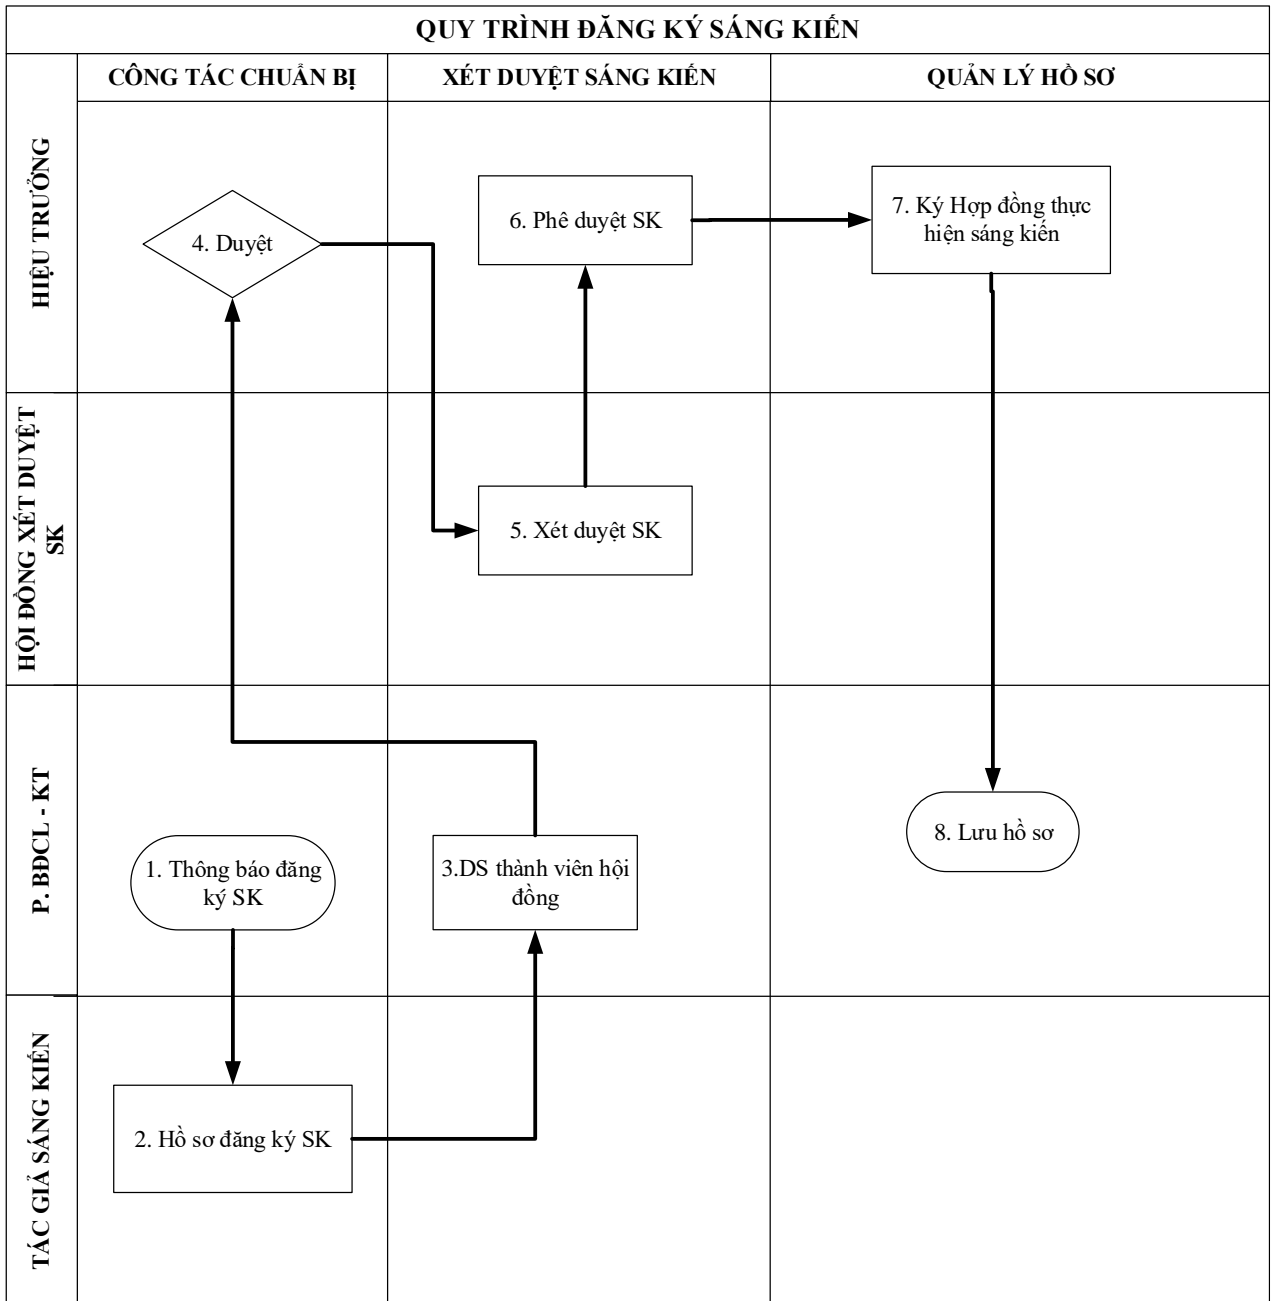 QUY TRÌNH ĐĂNG KÝ SÁNG KIẾN
CÔNG TÁC CHUẨN BỊ
XÉT DUYỆT SÁNG KIẾN
QUẢN LÝ HỒ SƠ
HIỆU TRƯỞNG
4. Duyệt
6. Phê duyệt SK
7. Ký Hợp đồng thực
hiện sáng kiến
HỘI ĐỒNG XÉT DUYỆT
SK
5. Xét duyệt SK
P. BĐCL - KT
1. Thông báo đăng
ký SK
3.DS thành viên hội
đồng
8. Lưu hồ sơ
TÁC GIẢ SÁNG KIẾN
2. Hồ sơ đăng ký SK